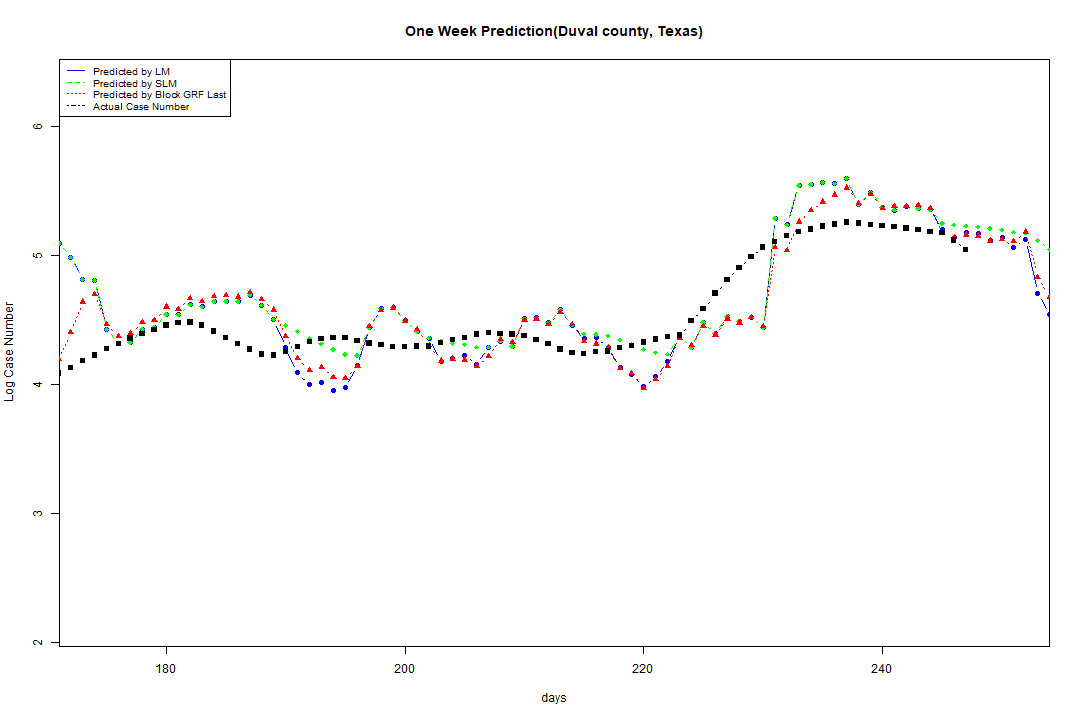 One Week Prediction(Duval county, Texas)
Predicted by LM
Predicted by SLM
Predicted by Block GRF Last
Actual Case Number
6
5
4
3
2
Log Case Number
180 200 220 240
days